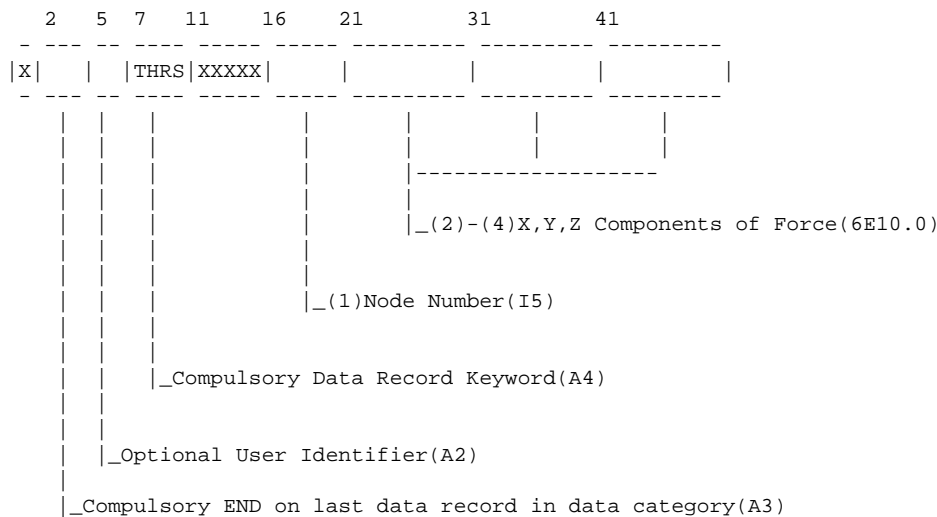 2 5 7 11 16 21 31 41
- --- -- ---- ----- ----- --------- --------- ---------
|X| | |THRS|XXXXX| | | | |
- --- -- ---- ----- ----- --------- --------- ---------
|_(2)-(4)X,Y,Z Components of Force(6E10.0)
|_(1)Node Number(I5)
|_Compulsory Data Record Keyword(A4)
|_Optional User Identifier(A2)
|_Compulsory END on last data record in data category(A3)